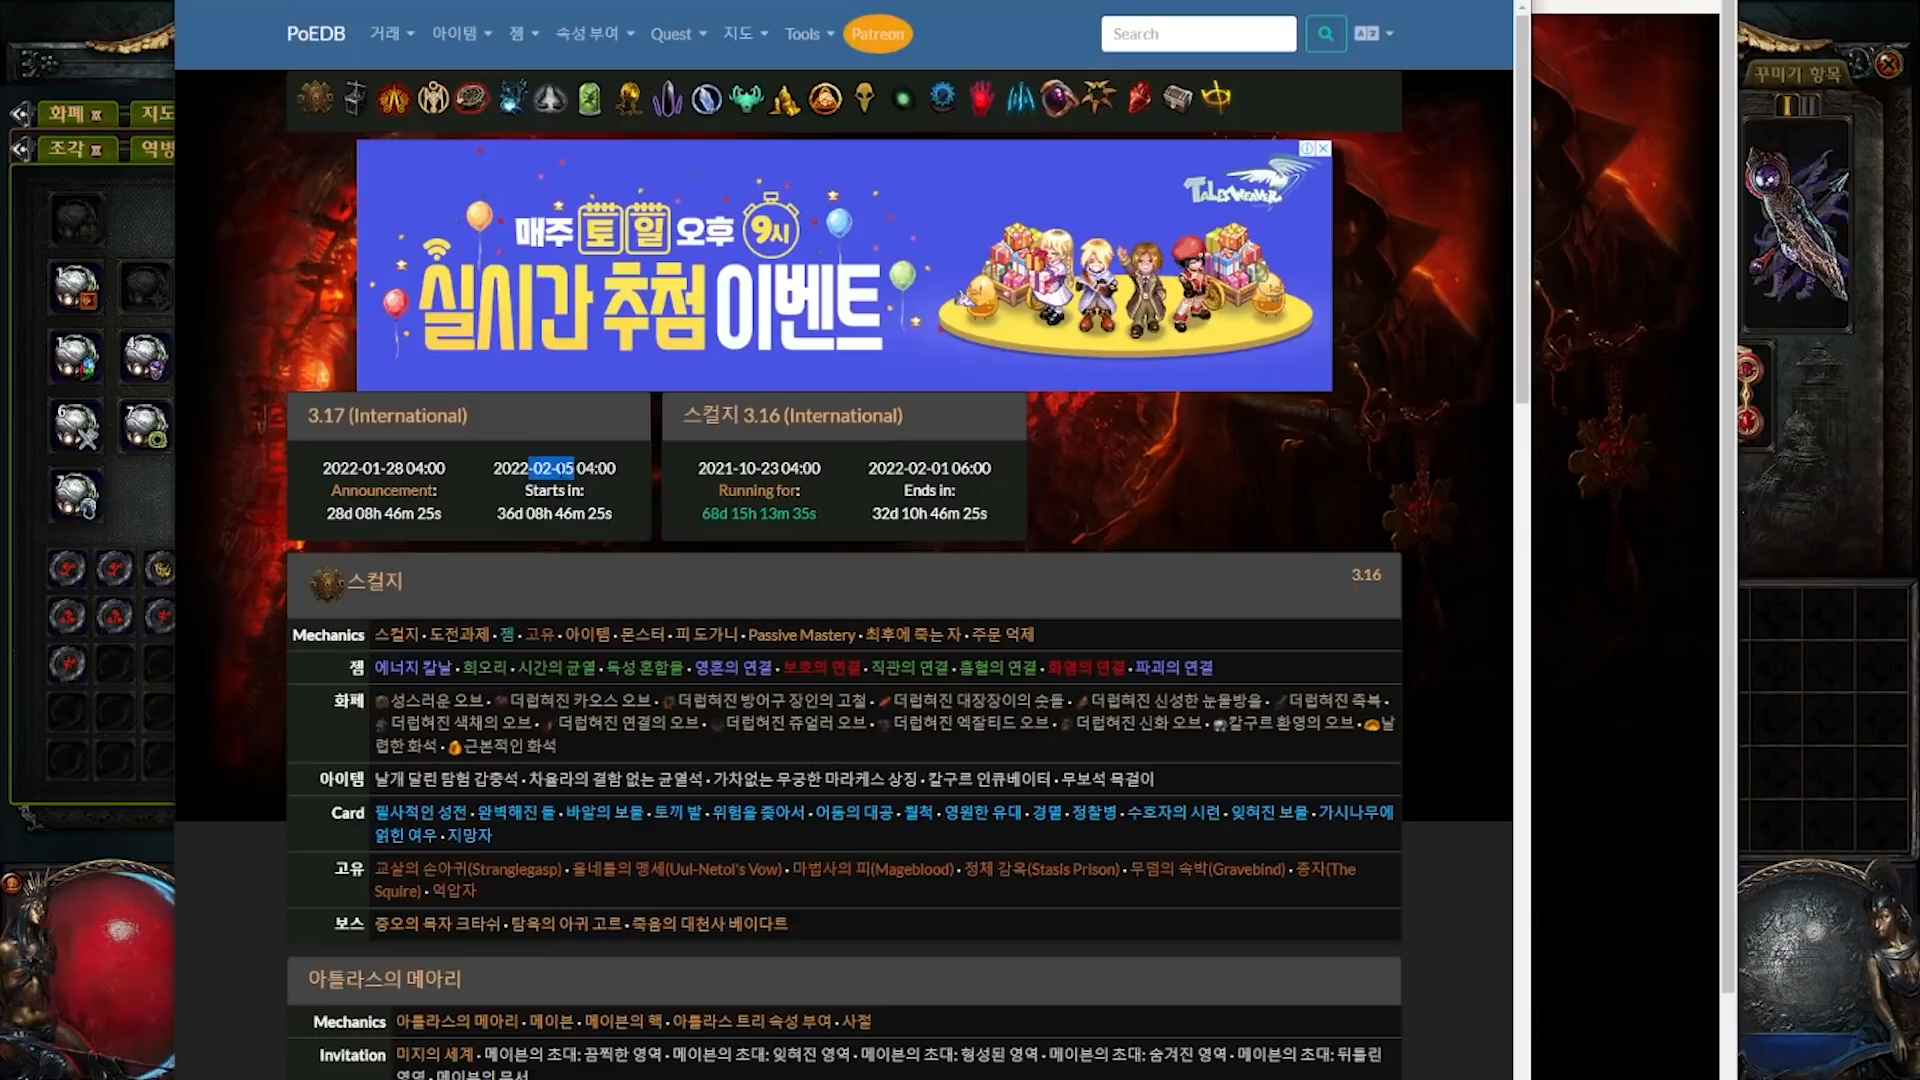 PoEDB 거래 아이템 젬 속성 부여 Quest 지도 Tools Patreon Search
꾸미기 항목
화폐 지도
조각
I II
TALESWEAVER
매주 토 일 오후 9시
실시간 추첨 이벤트
3.17 (International)
2022-01-28 04:00 2022-02-05 04:00
Announcement: Starts in:
28d 08h 46m 25s 36d 08h 46m 25s
스컬지 3.16 (International)
2021-10-23 04:00 2022-02-01 06:00
Running for: Ends in:
68d 15h 13m 35s 32d 10h 46m 25s
스컬지 3.16
Mechanics 스컬지 · 도전과제 · 젬 · 고유 · 아이템 · 몬스터 · 피 도가니 · Passive Mastery · 최후에 죽는 자 · 주문 억제
젬 에너지 칼날 · 회오리 · 시간의 균열 · 독성 혼합물 · 영혼의 연결 · 보호의 연결 · 직관의 연결 · 흡혈의 연결 · 화염의 연결 · 파괴의 연결
화폐 성스러운 오브 · 더럽혀진 카오스 오브 · 더럽혀진 방어구 장인의 고철 · 더럽혀진 대장장이의 숫돌 · 더럽혀진 신성한 눈물방울 · 더럽혀진 축복 ·
더럽혀진 색채의 오브 · 더럽혀진 연결의 오브 · 더럽혀진 쥬얼러 오브 · 더럽혀진 엑잘티드 오브 · 더럽혀진 신화 오브 · 칼구르 환영의 오브 · 날
렵한 화석 · 근본적인 화석
아이템 날개 달린 탐험 갑충석 · 차율라의 결함 없는 균열석 · 가차없는 무궁한 마라케스 상징 · 칼구르 인큐베이터 · 무보석 목걸이
Card 필사적인 성전 · 완벽해진 돌 · 바알의 보물 · 토끼 발 · 위험을 좇아서 · 어둠의 대공 · 훨척 · 영원한 유대 · 경멸 · 정찰병 · 수호자의 시련 · 잊혀진 보물 · 가시나무에
얽힌 여우 · 지망자
고유 교살의 손아귀(Stranglegasp) · 울네톨의 맹세(Uul-Netol's Vow) · 마법사의 피(Mageblood) · 정체 감옥(Stasis Prison) · 무덤의 속박(Gravebind) · 종자(The
Squire) · 억압자
보스 증오의 목자 크타쉬 · 탐욕의 아귀 고르 · 죽음의 대천사 베이다트
아틀라스의 메아리
Mechanics 아틀라스의 메아리 · 메이븐 · 메이븐의 핵 · 아틀라스 트리 속성 부여 · 사절
Invitation 미지의 세계 · 메이븐의 초대: 끔찍한 영역 · 메이븐의 초대: 잊혀진 영역 · 메이븐의 초대: 형성된 영역 · 메이븐의 초대: 숨겨진 영역 · 메이븐의 초대: 뒤틀린
영역 · 메이븐의 문서